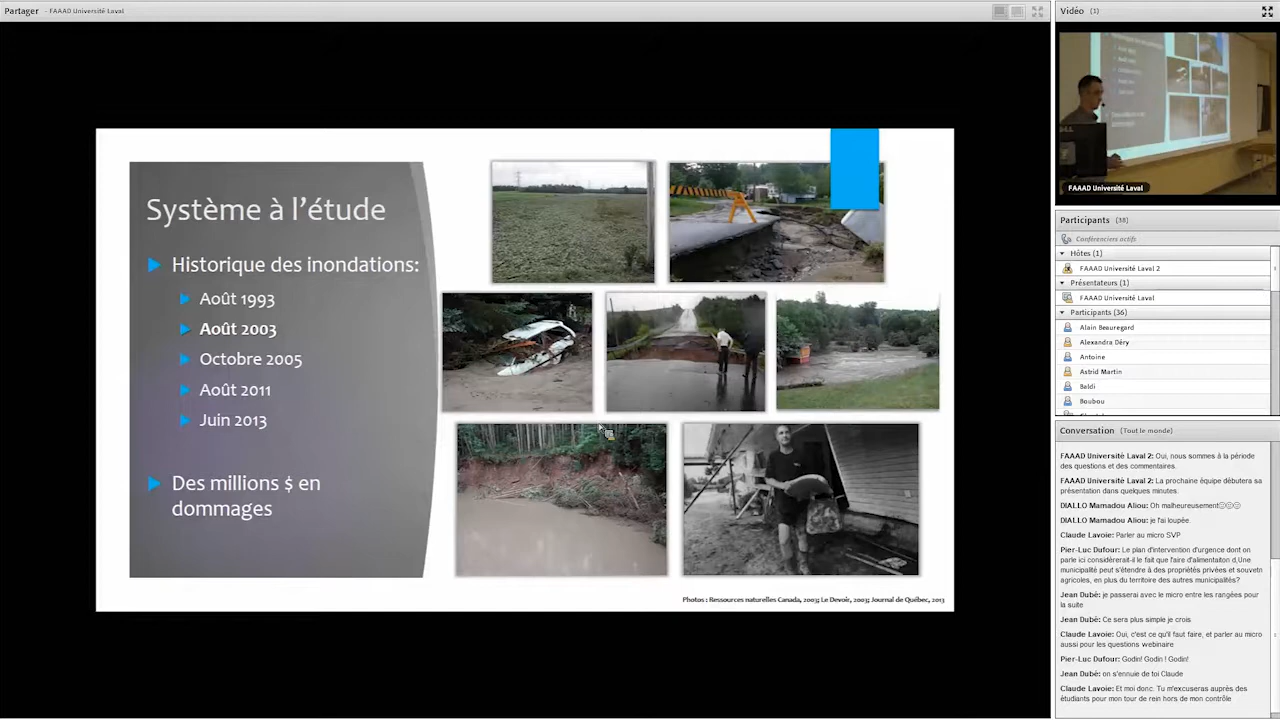 Partager - FAAAD Université Laval
Système à l'étude
Historique des inondations:
Août 1993
Août 2003
Octobre 2005
Août 2011
Juin 2013
Des millions $ en
dommages
Photos : Ressources naturelles Canada, 2003; Le Devoir, 2003; Journal de Québec, 2013
Vidéo (1)
DELL
FAAAD Université Laval
Participants (38)
Conférenciers actifs
Hôtes (1)
FAAAD Université Laval 2
Présentateurs (1)
FAAAD Université Laval
Participants (36)
Alain Beauregard
Alexandra Déry
Antoine
Astrid Martin
Baldi
Boubou
Conversation (Tout le monde)
FAAAD Université Laval 2: Oui, nous sommes à la période
des questions et des commentaires.
FAAAD Université Laval 2: La prochaine équipe débutera sa
présentation dans quelques minutes.
DIALLO Mamadou Aliou: Oh malheureusement☹☹☹
DIALLO Mamadou Aliou: je l'ai loupée
Claude Lavoie: Parler au micro SVP
Pier-Luc Dufour: Le plan d'intervention d'urgence dont on
parle ici considèrerait-il le fait que l'aire d'alimentaiton d,Une
municipalité peut s'étendre à des propriétés privées et souvetn
agricoles, en plus du territoire des autres municipalités?
Jean Dubé: je passerai avec le micro entre les rangées pour
la suite
Jean Dubé: Ce sera plus simple je crois
Claude Lavoie: Oui, c'est ce qu'il faut faire, et parler au micro
aussi pour les questions webinaire
Pier-Luc Dufour: Godin! Godin ! Godin!
Jean Dubé: on s'ennuie de toi Claude
Claude Lavoie: Et moi donc. Tu m'excuseras auprès des
étudiants pour mon tour de rein hors de mon contrôle